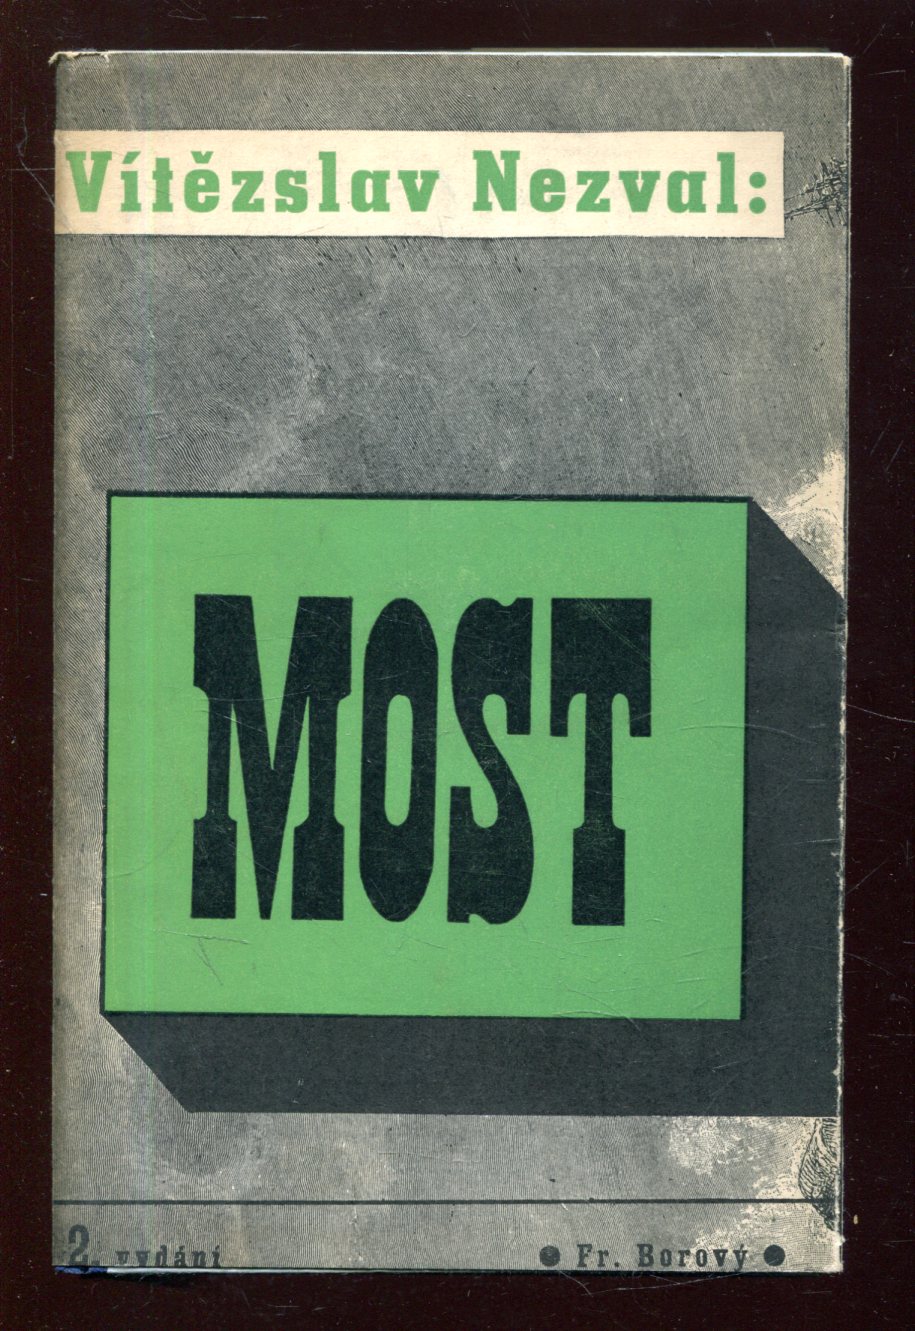 Vítězslav Nezval:
MOST
2. vydání
● Fr. Borový ●